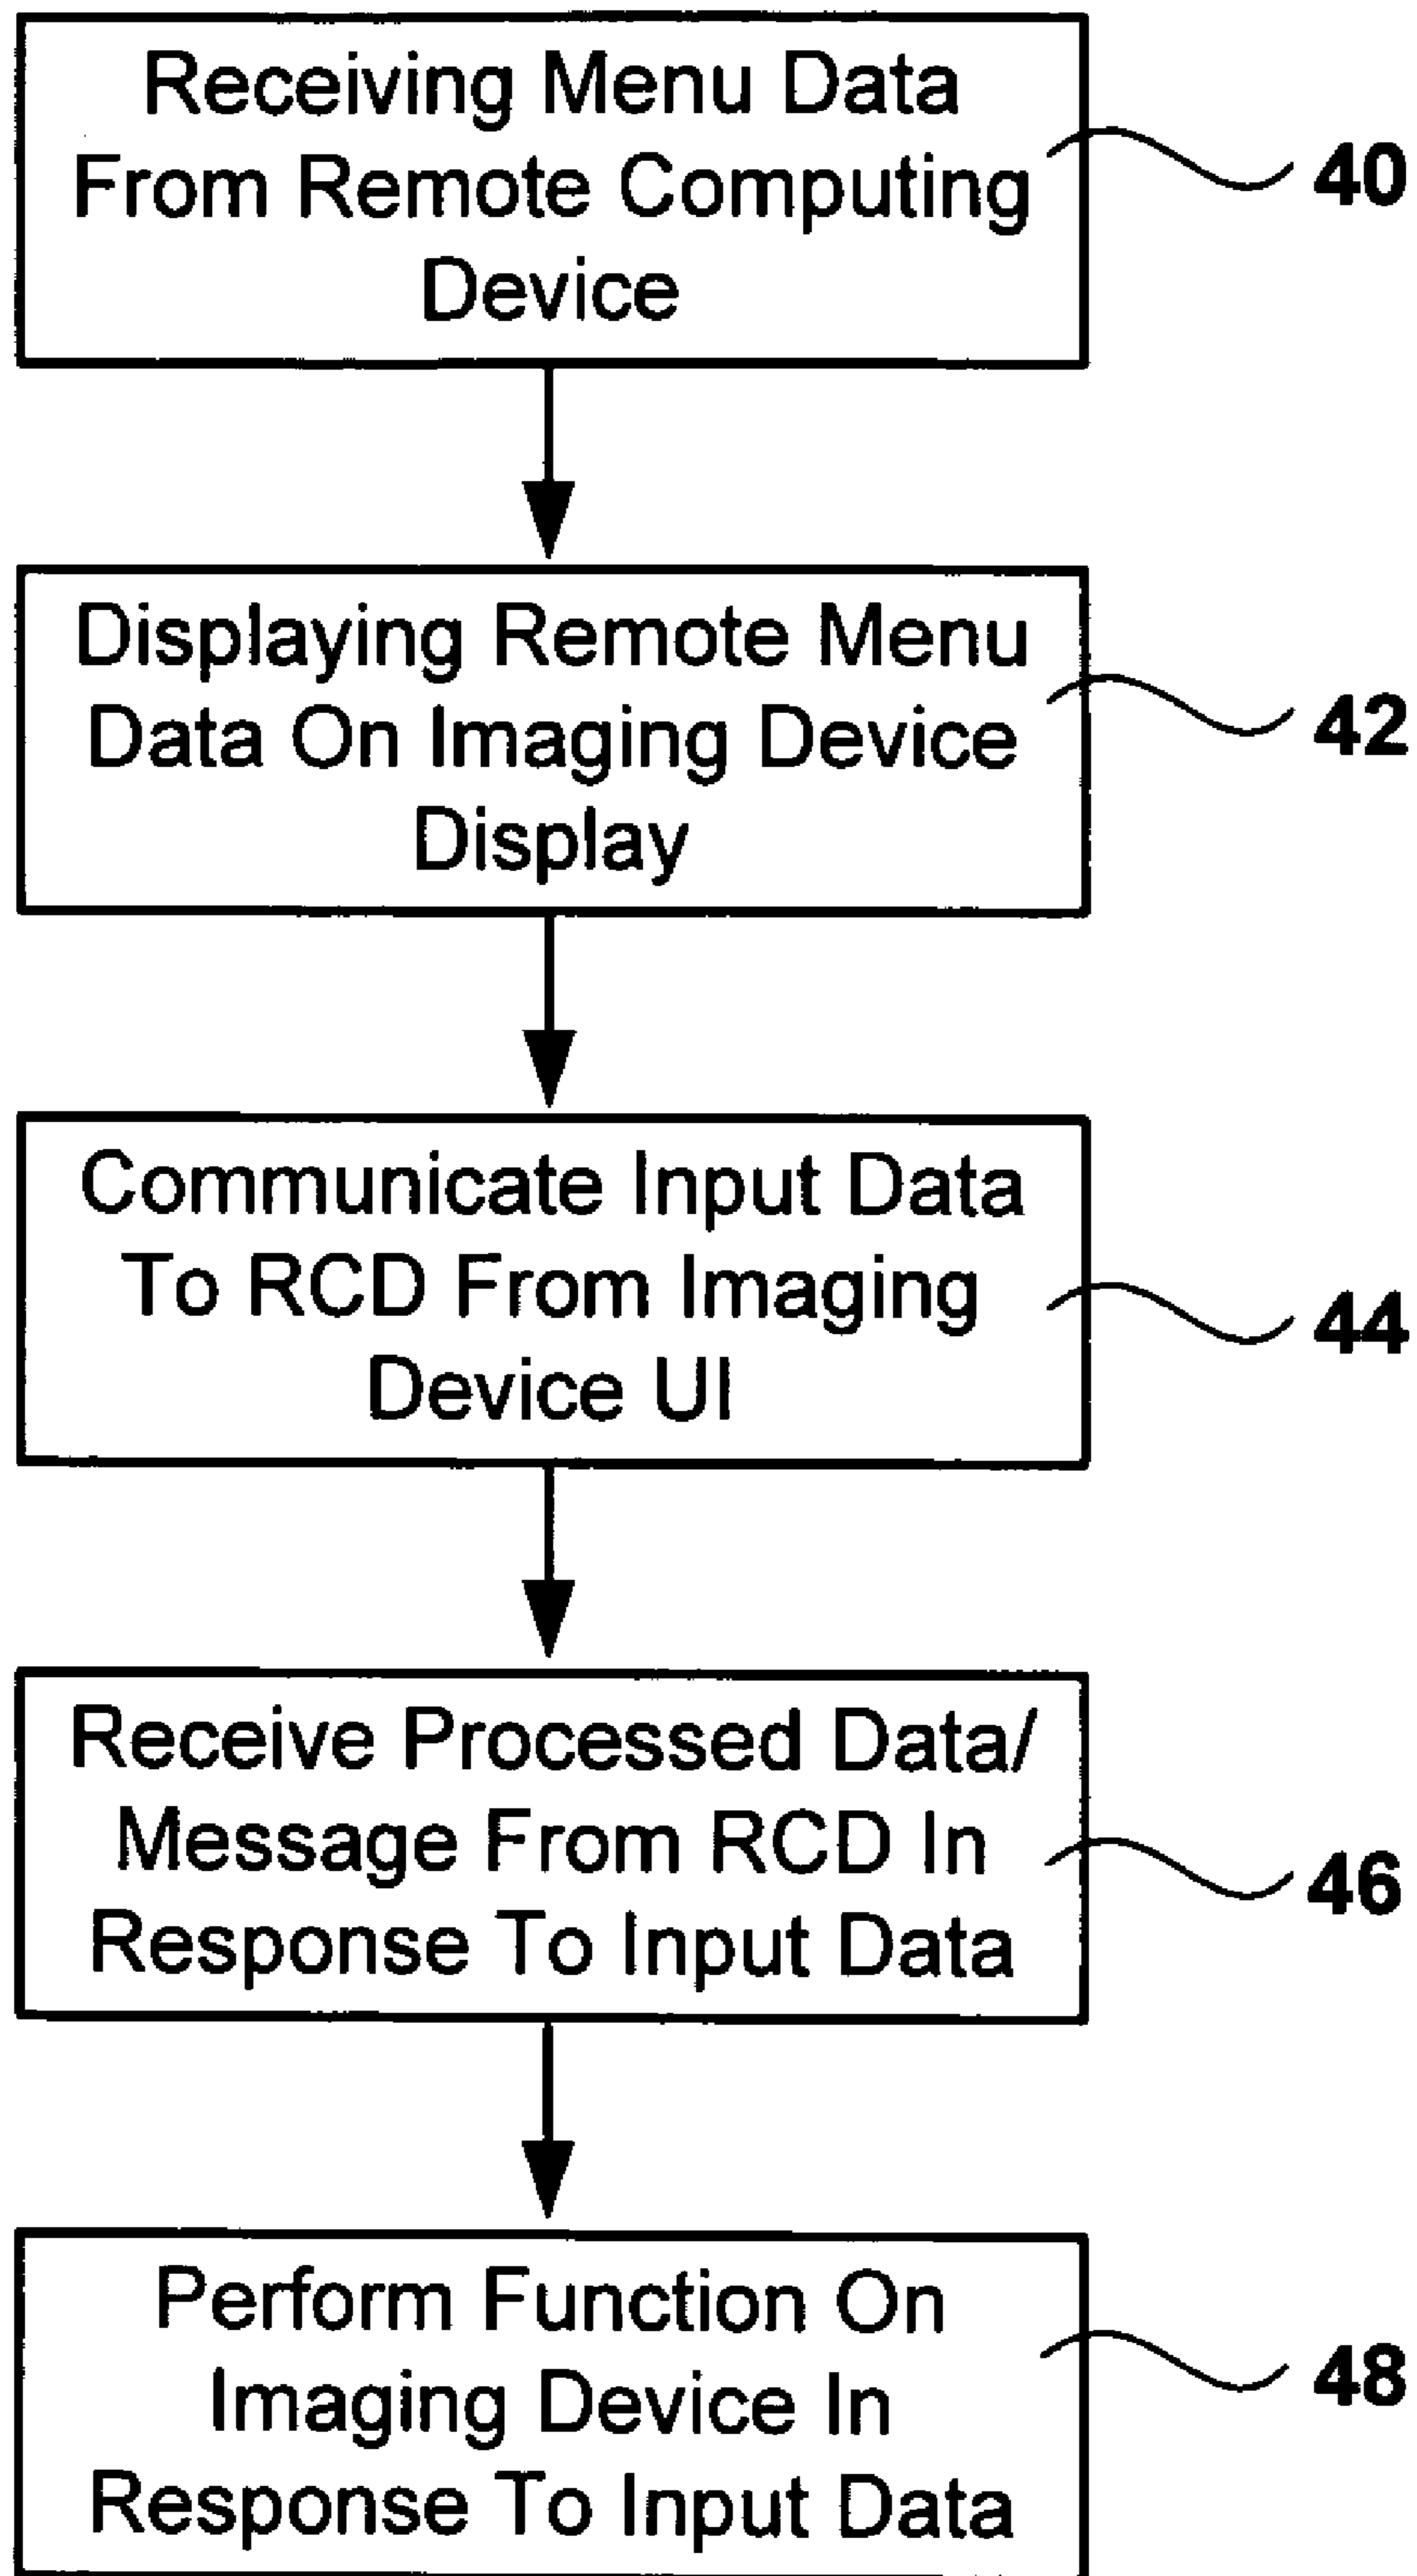 Receiving Menu Data
From Remote Computing
Device
40
Displaying Remote Menu
Data On Imaging Device
Display
42
Communicate Input Data
To RCD From Imaging
Device UI
44
Receive Processed Data/
Message From RCD In
Response To Input Data
46
Perform Function On
Imaging Device In
Response To Input Data
48